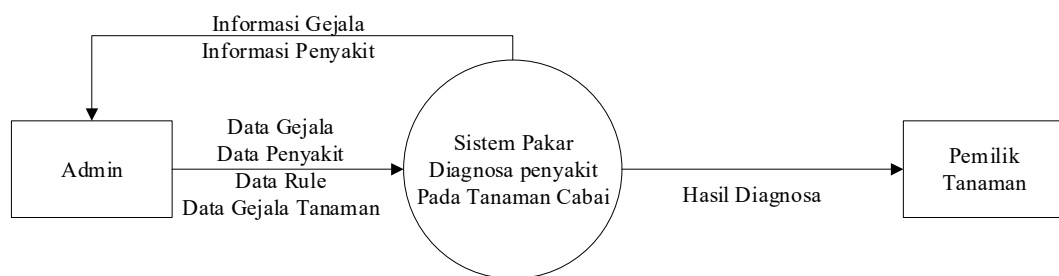 Informasi Gejala
Informasi Penyakit
Admin
Data Gejala
Data Penyakit
Data Rule
Data Gejala Tanaman
Sistem Pakar
Diagnosa penyakit
Pada Tanaman Cabai
Hasil Diagnosa
Pemilik
Tanaman